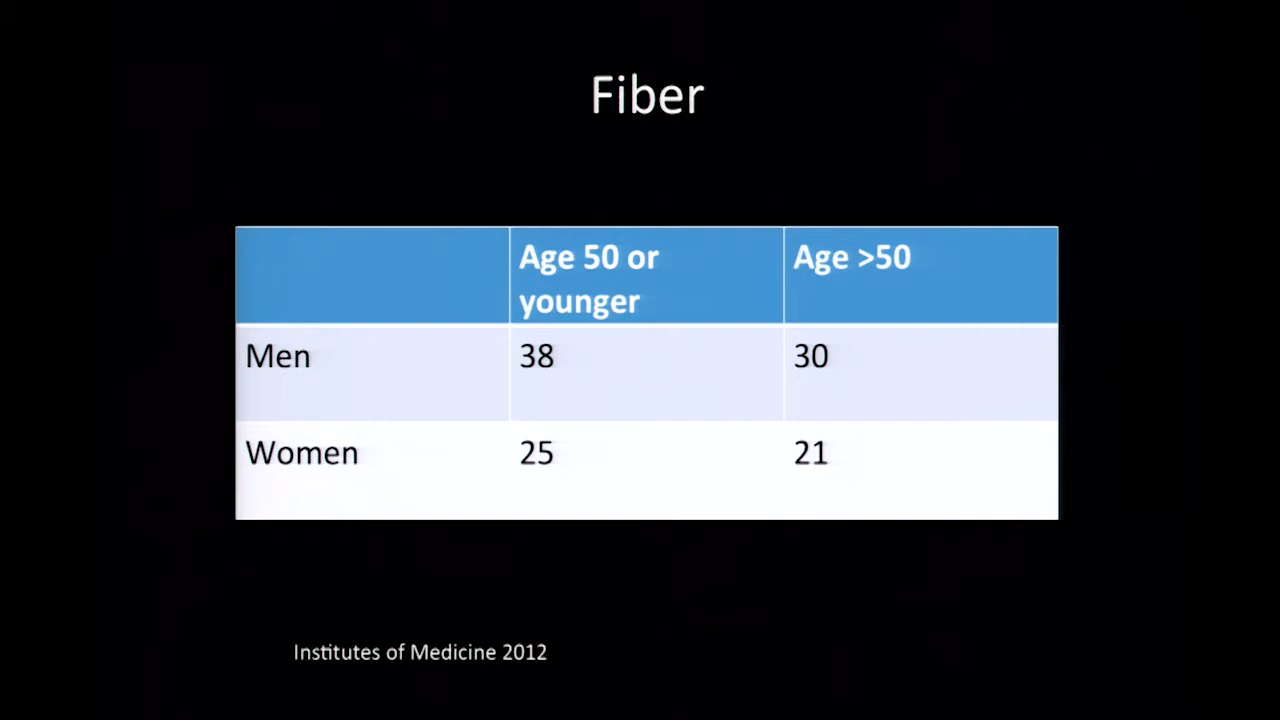 Fiber
Age 50 or
younger
Age >50
Men
38
30
Women
25
21
Institutes of Medicine 2012